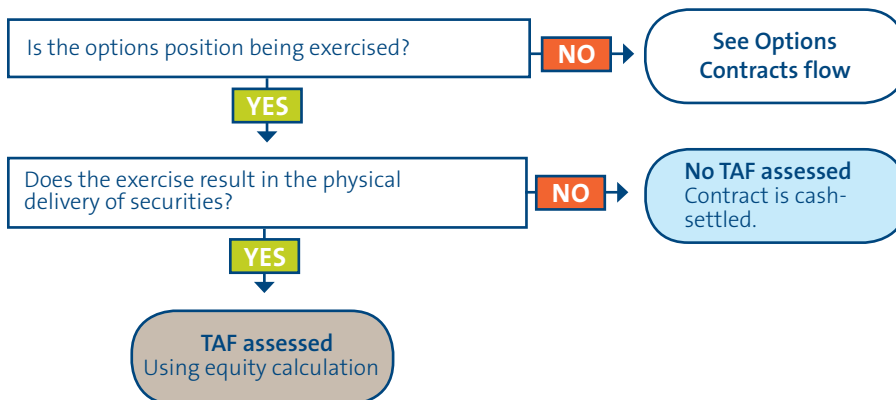 Is the options position being exercised?
NO
See Options
Contracts flow
YES
Does the exercise result in the physical
delivery of securities?
NO
No TAF assessed
Contract is cash-
settled.
YES
TAF assessed
Using equity calculation